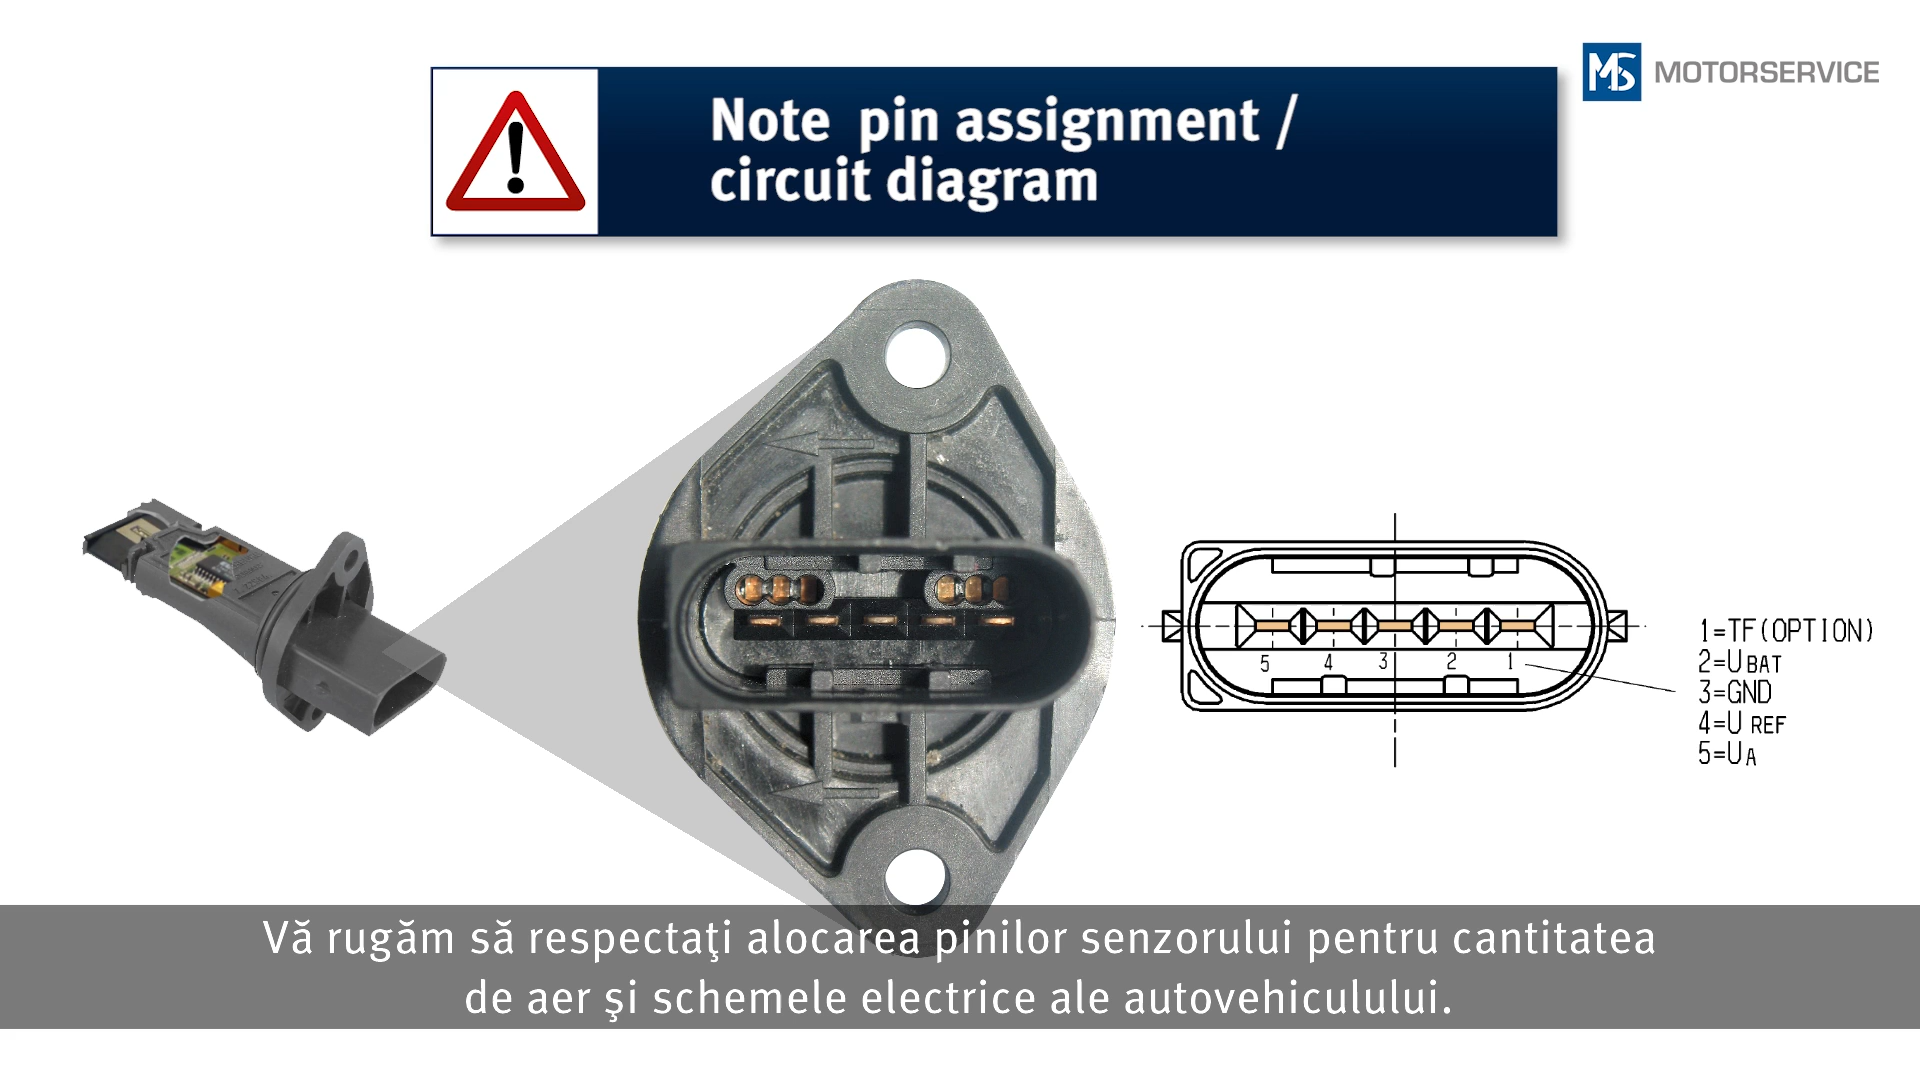 MS MOTORSERVICE
Note pin assignment /
circuit diagram
5 4 3 2 1
1=TF(OPTION)
2=UBAT
3=GND
4=U REF
5=UA
Vă rugăm să respectaţi alocarea pinilor senzorului pentru cantitatea
de aer şi schemele electrice ale autovehiculului.